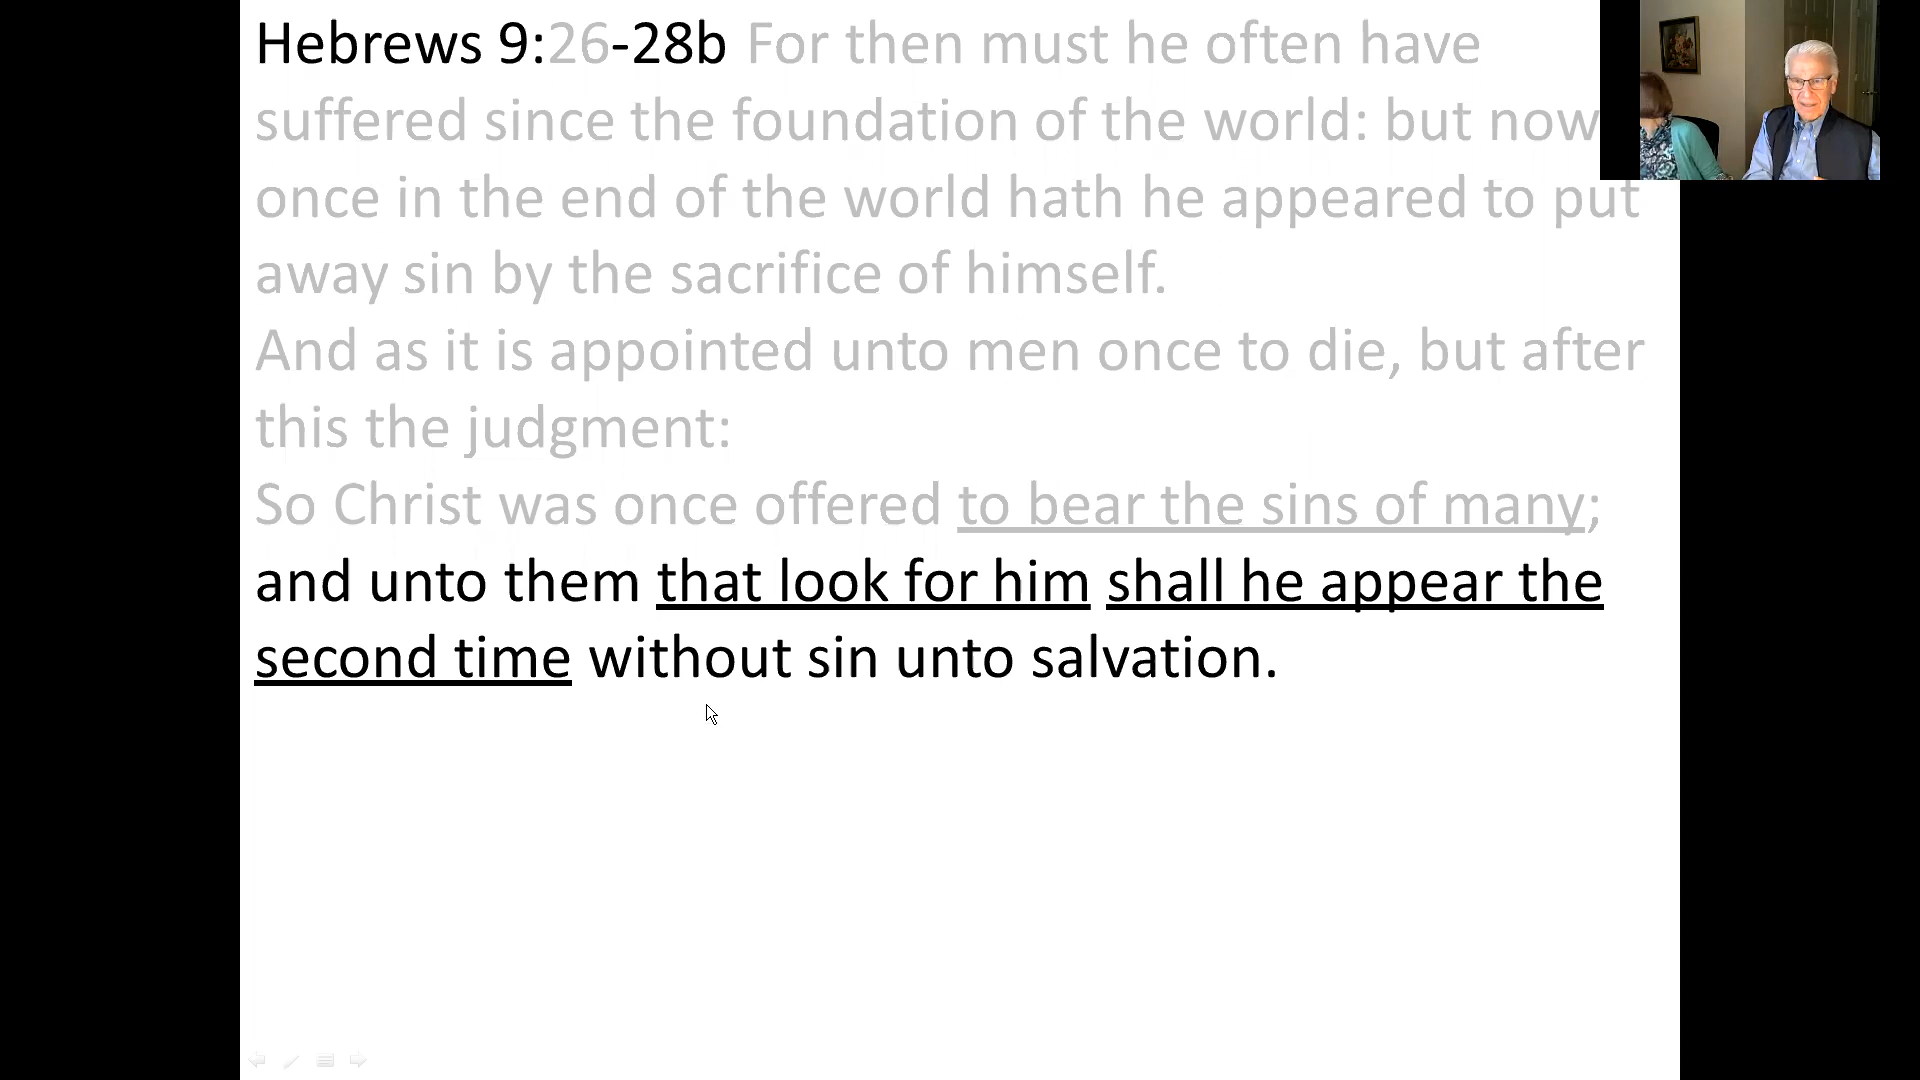 Hebrews 9:26-28b For then must he often have
suffered since the foundation of the world: but now
once in the end of the world hath he appeared to put
away sin by the sacrifice of himself.
And as it is appointed unto men once to die, but after
this the judgment:
So Christ was once offered to bear the sins of many;
and unto them that look for him shall he appear the
second time without sin unto salvation.